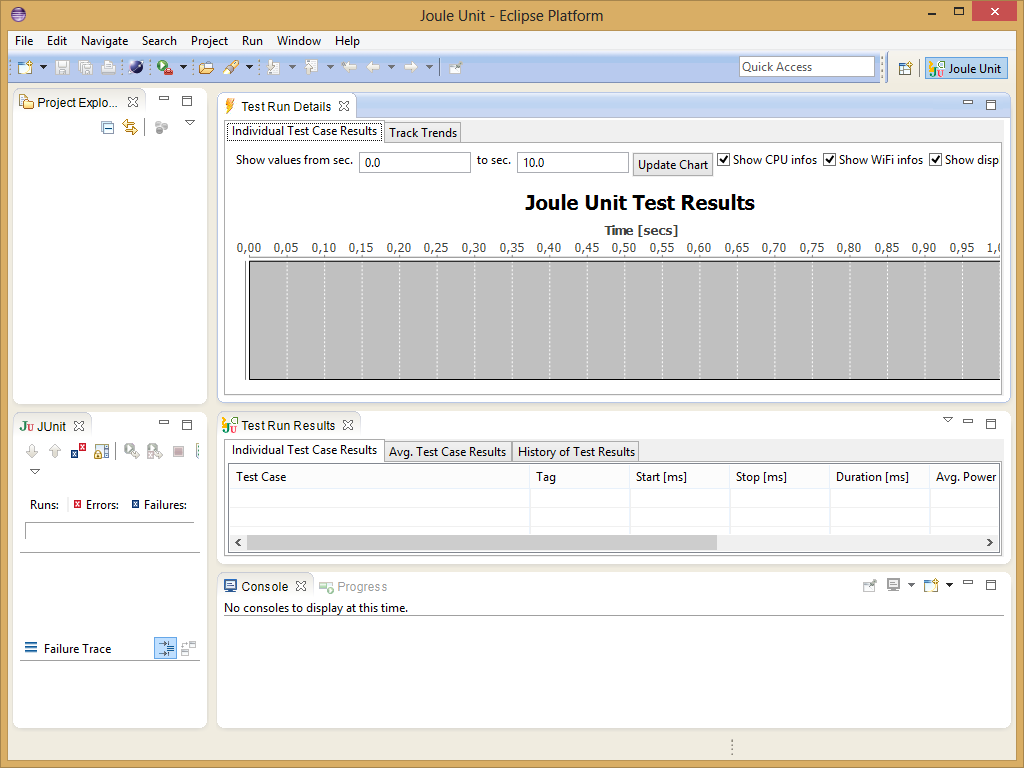 Joule Unit - Eclipse Platform
File Edit Navigate Search Project Run Window Help
Quick Access
Joule Unit
Project Explo...
Test Run Details
Individual Test Case Results Track Trends
Show values from sec. 0.0 to sec. 10.0 Update Chart Show CPU infos Show WiFi infos Show disp
Joule Unit Test Results
Time [secs]
0,00 0,05 0,10 0,15 0,20 0,25 0,30 0,35 0,40 0,45 0,50 0,55 0,60 0,65 0,70 0,75 0,80 0,85 0,90 0,95 1,0
JUnit
Runs: Errors: Failures:
Failure Trace
Test Run Results
Individual Test Case Results Avg. Test Case Results History of Test Results
Test Case Tag Start [ms] Stop [ms] Duration [ms] Avg. Power
Console Progress
No consoles to display at this time.